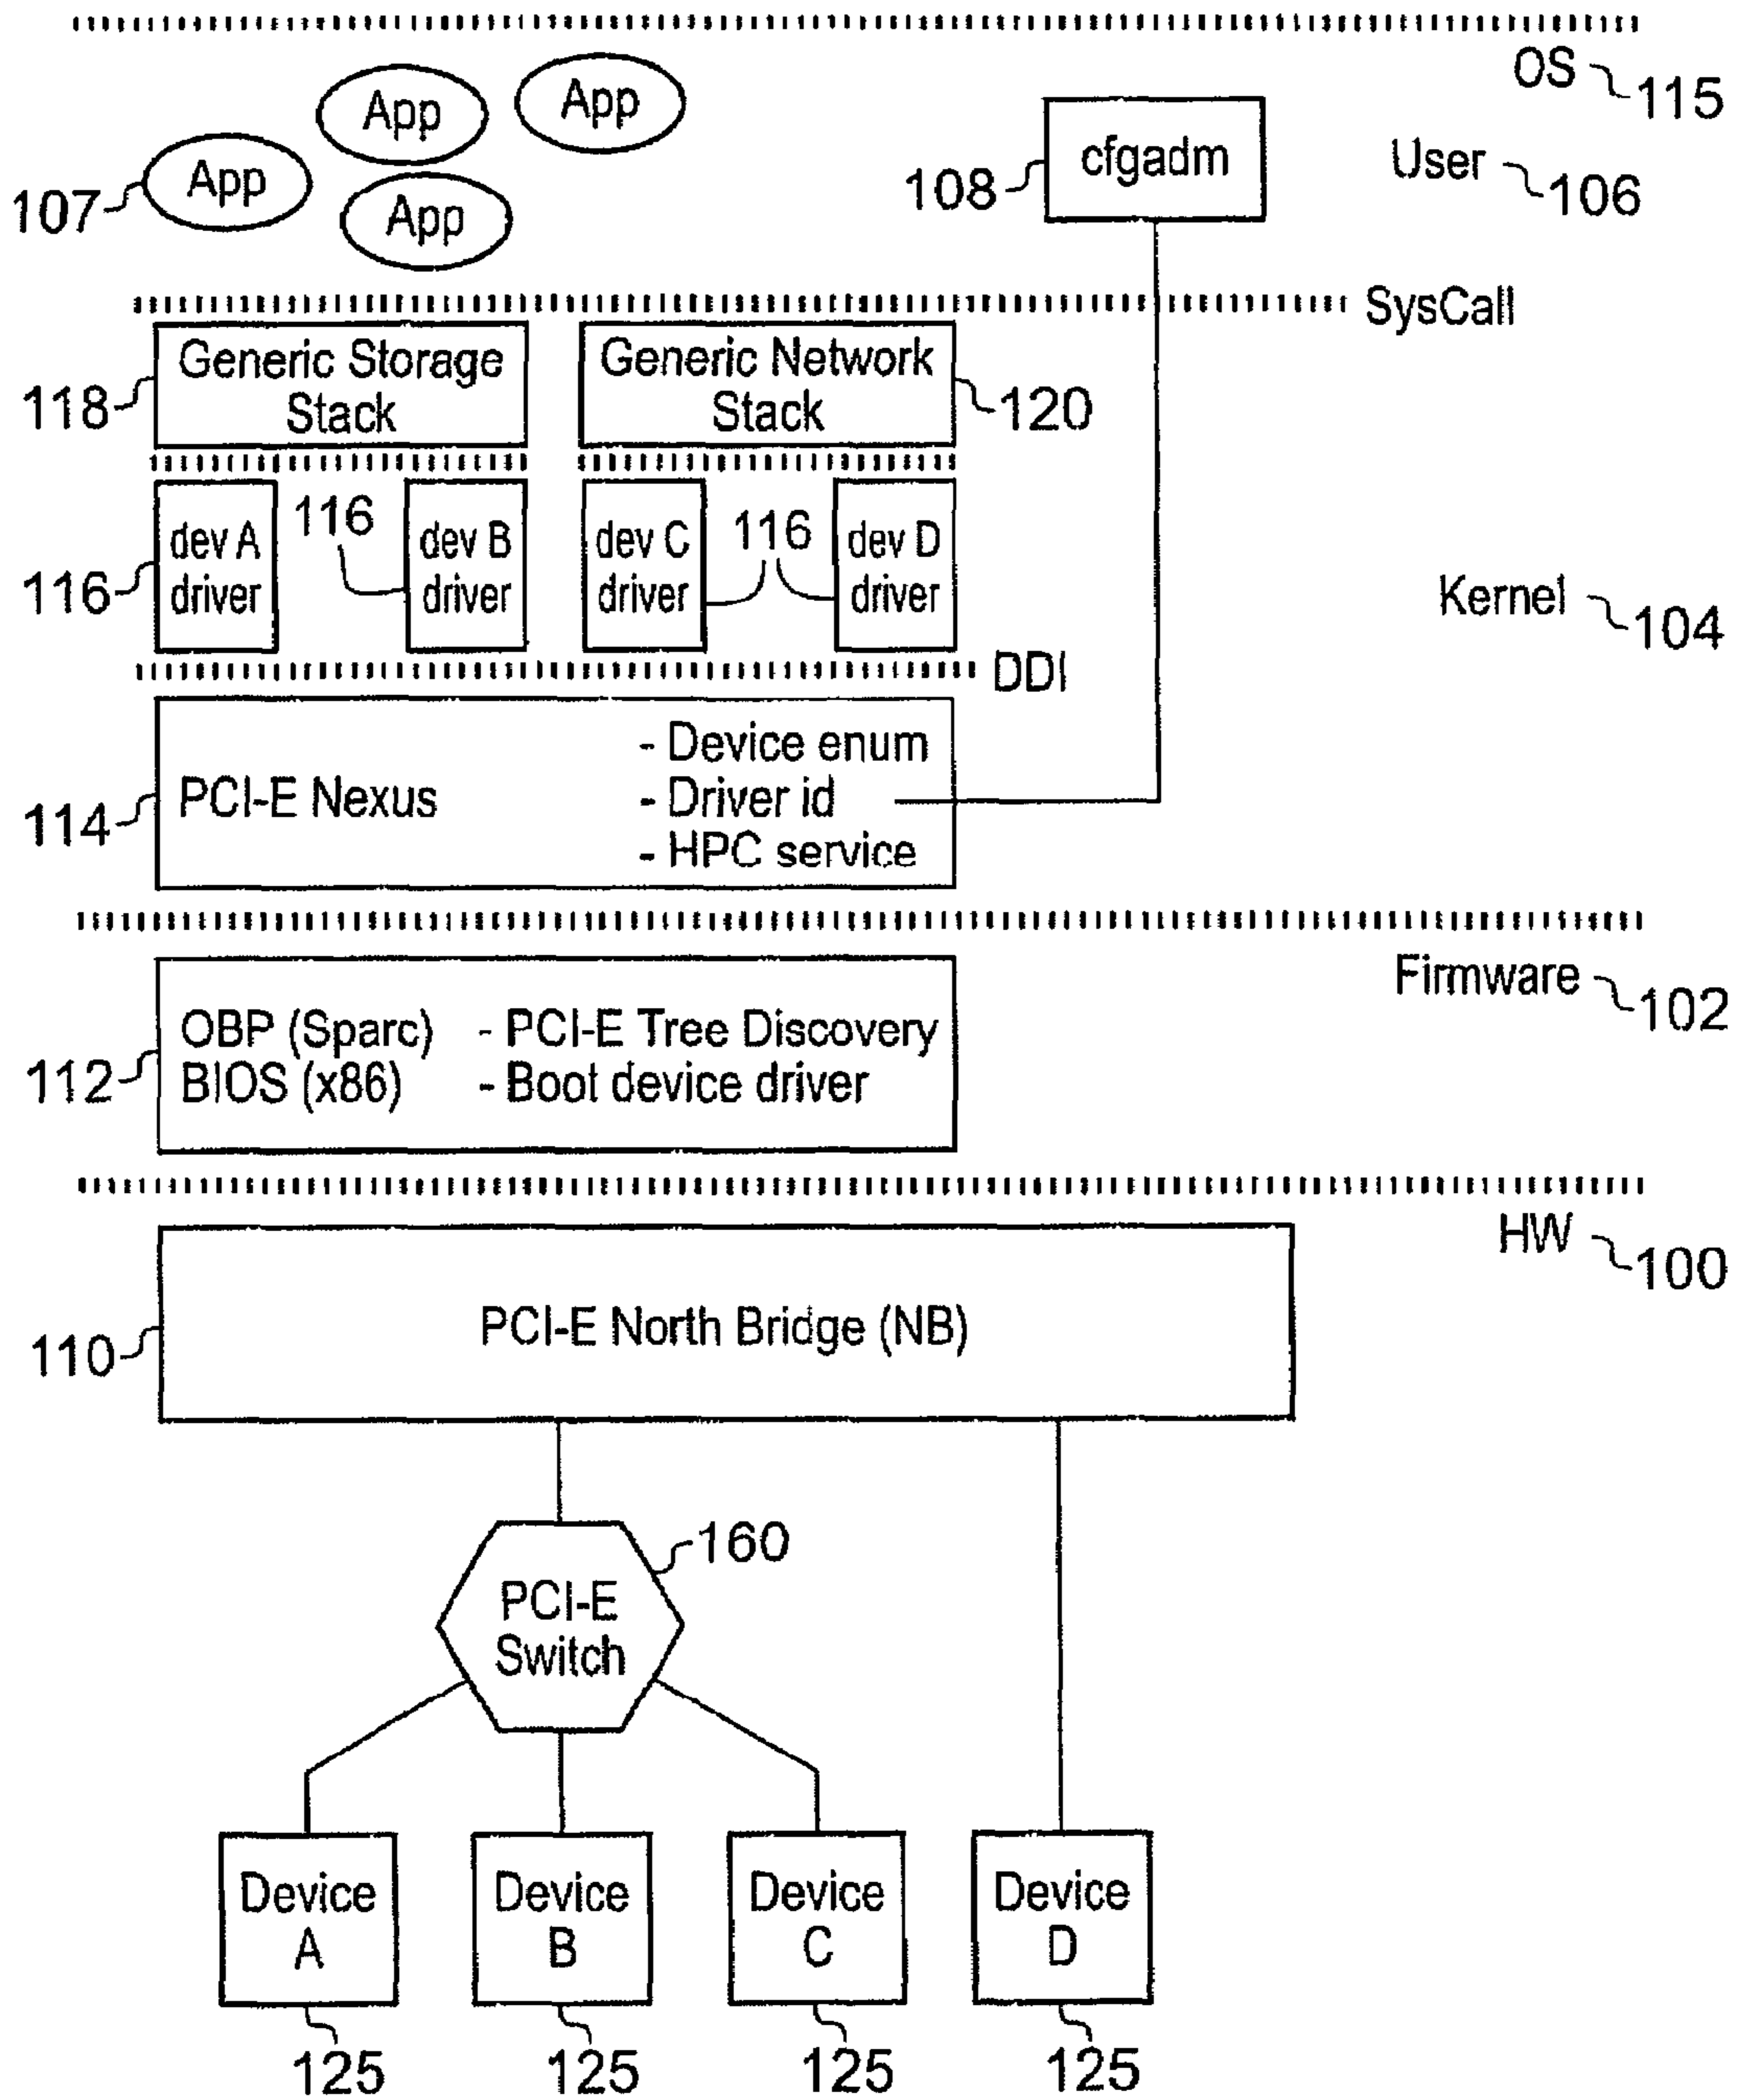 OS 115
App
App
cfgadm
108
User 106
107
App
App
SysCall
Generic Storage
Stack
118
Generic Network
Stack
120
dev A
driver
116
116
dev B
driver
dev C
driver
116
dev D
driver
Kernel 104
DDI
114
PCI-E Nexus
- Device enum
- Driver id
- HPC service
Firmware 102
112
OBP (Sparc) - PCI-E Tree Discovery
BIOS (x86) - Boot device driver
HW 100
110
PCI-E North Bridge (NB)
160
PCI-E
Switch
Device
A
Device
B
Device
C
Device
D
125
125
125
125